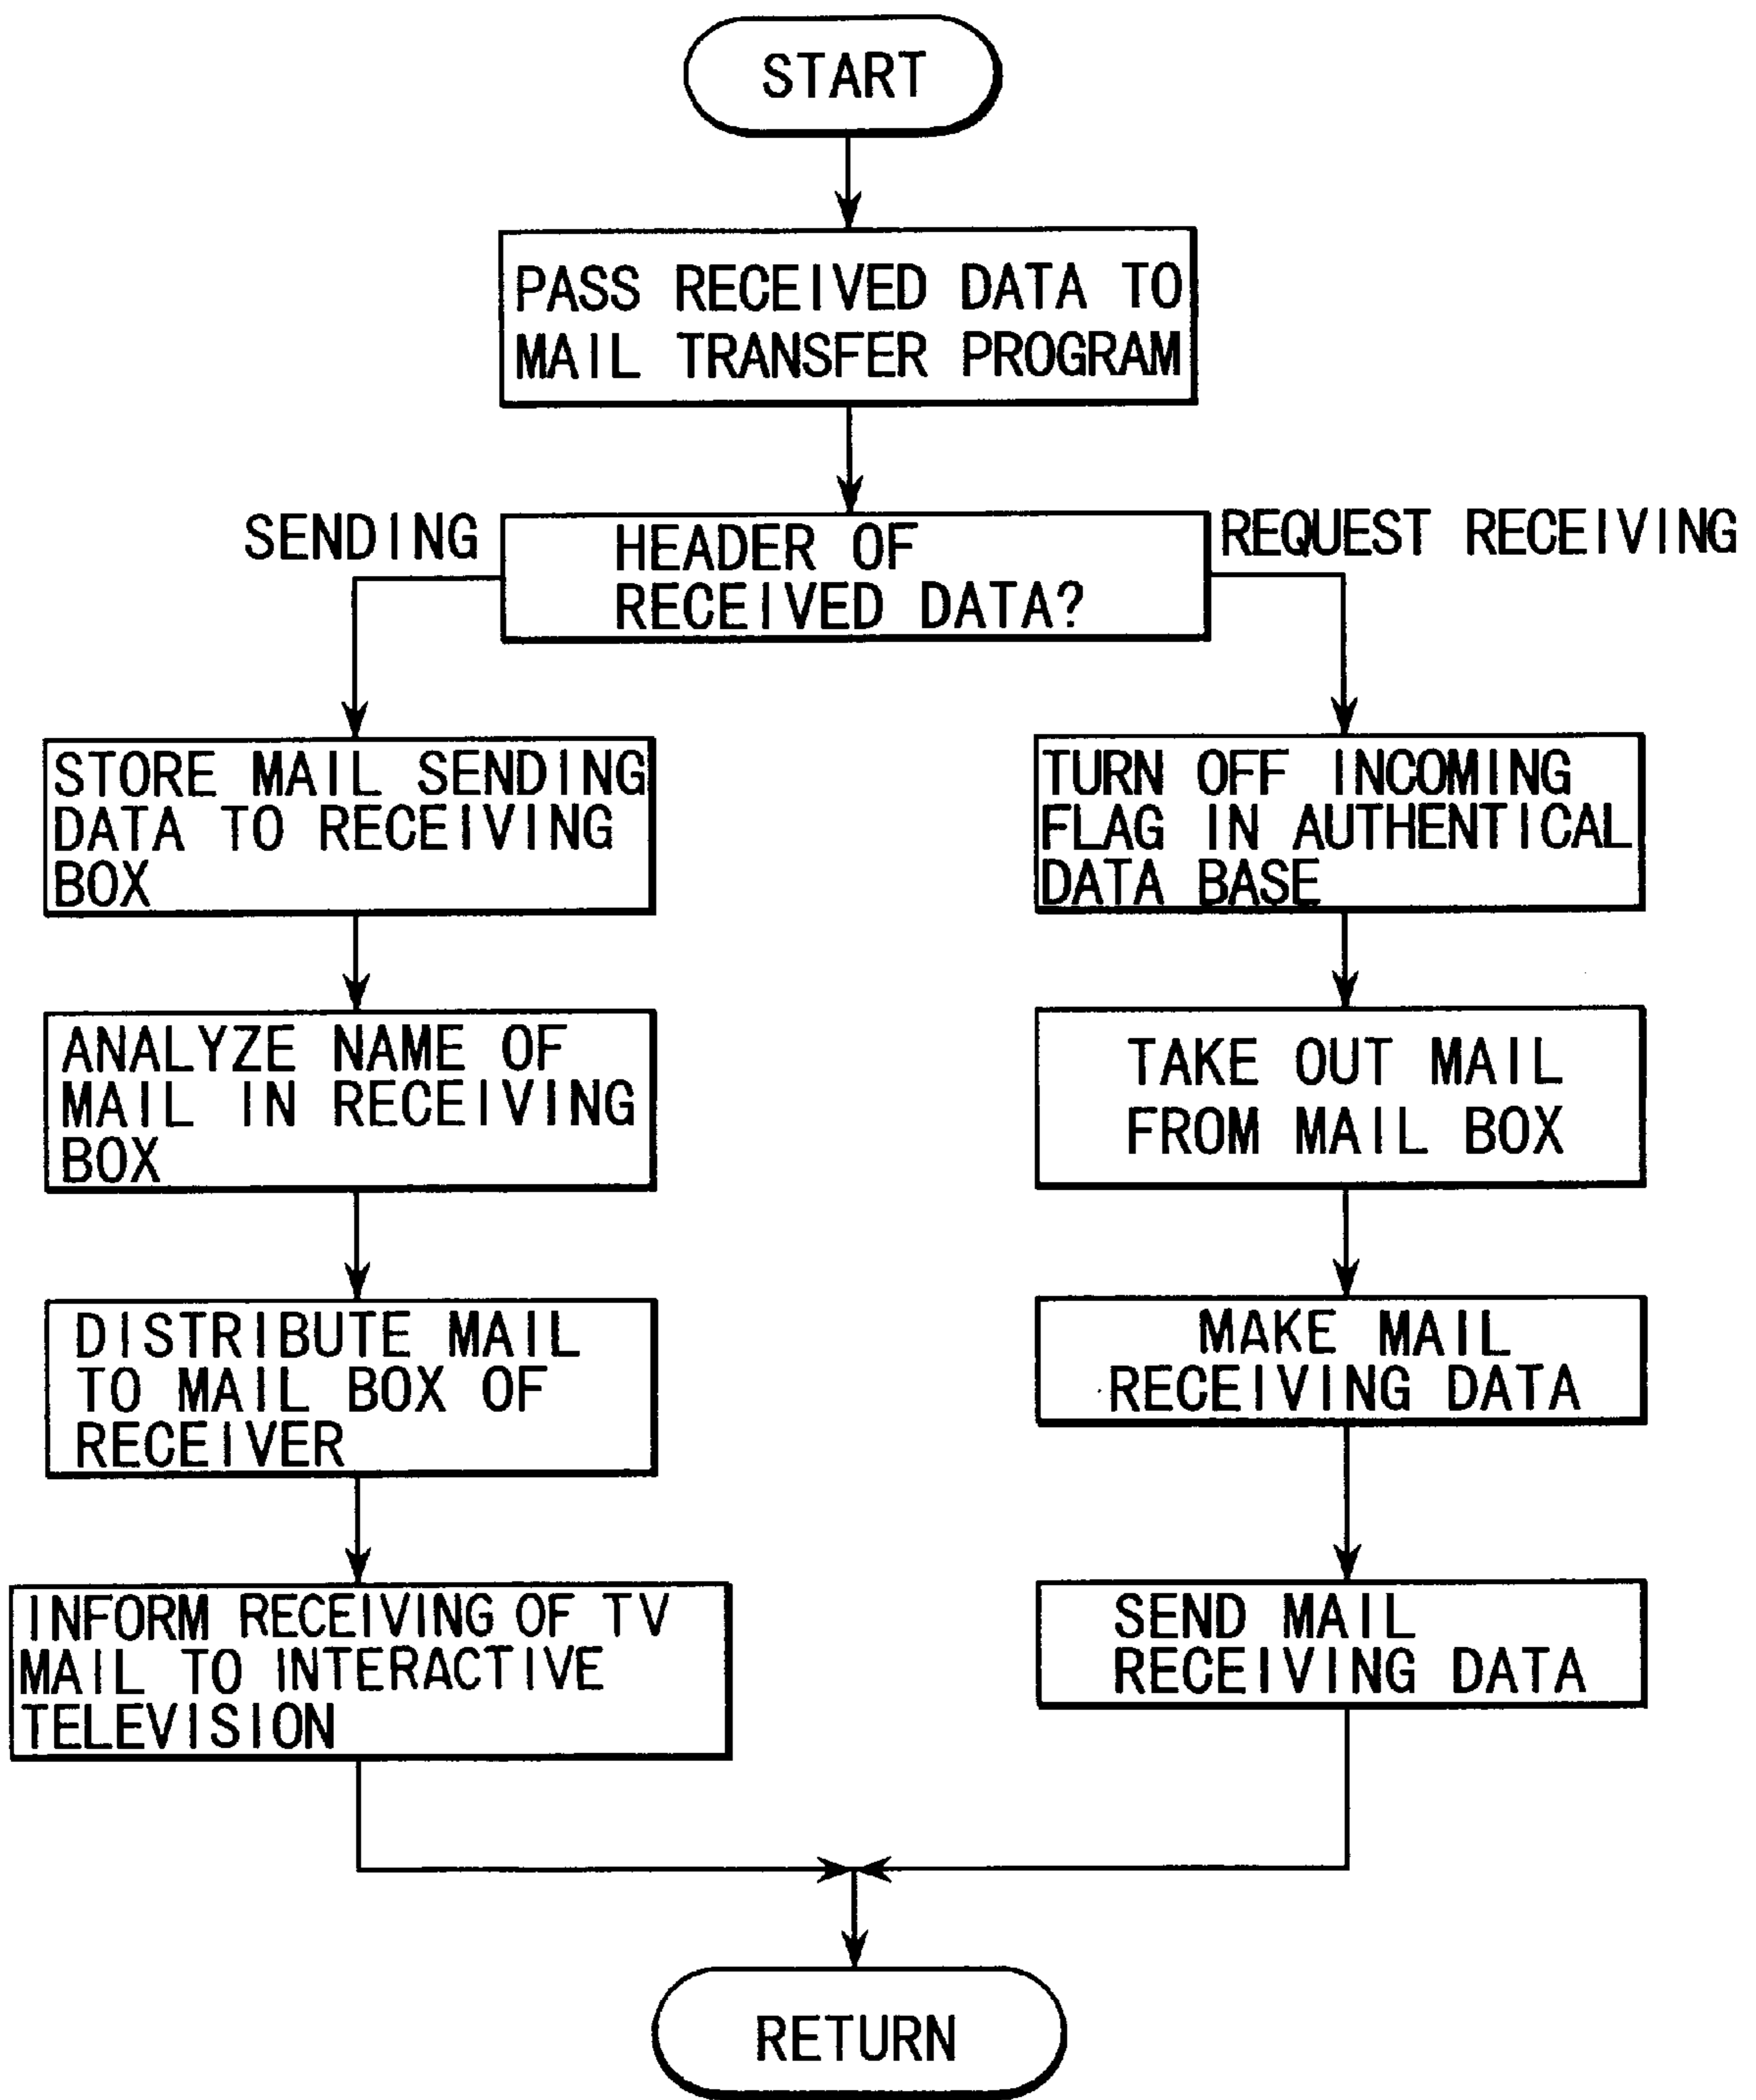 START
PASS RECEIVED DATA TO
MAIL TRANSFER PROGRAM
SENDING
HEADER OF
RECEIVED DATA?
REQUEST RECEIVING
STORE MAIL SENDING
DATA TO RECEIVING
BOX
ANALYZE NAME OF
MAIL IN RECEIVING
BOX
DISTRIBUTE MAIL
TO MAIL BOX OF
RECEIVER
INFORM RECEIVING OF TV
MAIL TO INTERACTIVE
TELEVISION
TURN OFF INCOMING
FLAG IN AUTHENTICAL
DATA BASE
TAKE OUT MAIL
FROM MAIL BOX
MAKE MAIL
RECEIVING DATA
SEND MAIL
RECEIVING DATA
RETURN